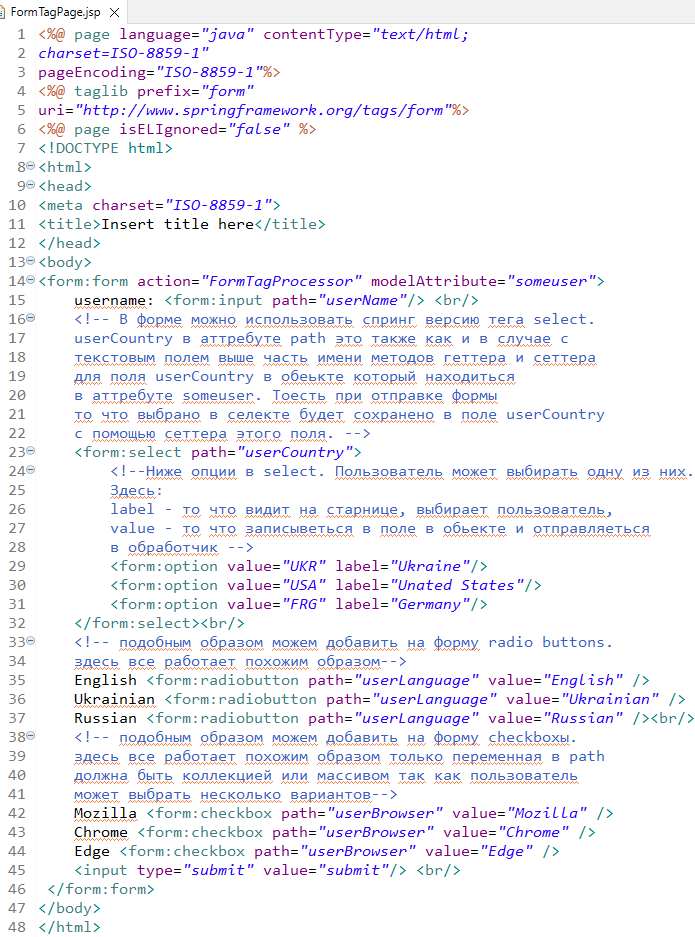 FormTagPage.jsp
1 <%@ page language="java" contentType="text/html;
2 charset=ISO-8859-1"
3 pageEncoding="ISO-8859-1"%>
4 <%@ taglib prefix="form"
5 uri="http://www.springframework.org/tags/form"%>
6 <%@ page isELIgnored="false" %>
7 <!DOCTYPE html>
8 <html>
9 <head>
10 <meta charset="ISO-8859-1">
11 <title>Insert title here</title>
12 </head>
13 <body>
14 <form:form action="FormTagProcessor" modelAttribute="someuser">
15 username: <form:input path="userName"/> <br/>
16 <!-- В форме можно использовать спринг версию тега select.
17 userCountry в аттребуте path это также как и в случае с
18 текстовым полем выше часть имени методов геттера и сеттера
19 для поля userCountry в обеькте который находиться
20 в аттребуте someuser. Тоесть при отправке формы
21 то что выбрано в селекте будет сохранено в поле userCountry
22 с помощью сеттера этого поля. -->
23 <form:select path="userCountry">
24 <!--Ниже опции в select. Пользователь может выбирать одну из них.
25 Здесь:
26 label - то что видит на старнице, выбирает пользователь,
27 value - то что записыветься в поле в обьекте и отправляеться
28 в обработчик -->
29 <form:option value="UKR" label="Ukraine"/>
30 <form:option value="USA" label="Unated States"/>
31 <form:option value="FRG" label="Germany"/>
32 </form:select><br/>
33 <!-- подобным образом можем добавить на форму radio buttons.
34 здесь все работает похожим образом-->
35 English <form:radiobutton path="userLanguage" value="English" />
36 Ukrainian <form:radiobutton path="userLanguage" value="Ukrainian" />
37 Russian <form:radiobutton path="userLanguage" value="Russian" /><br/>
38 <!-- подобным образом можем добавить на форму checkboxы.
39 здесь все работает похожим образом только переменная в path
40 должна быть коллекцией или массивом так как пользователь
41 может выбрать несколько вариантов-->
42 Mozilla <form:checkbox path="userBrowser" value="Mozilla" />
43 Chrome <form:checkbox path="userBrowser" value="Chrome" />
44 Edge <form:checkbox path="userBrowser" value="Edge" />
45 <input type="submit" value="submit"/> <br/>
46 </form:form>
47 </body>
48 </html>